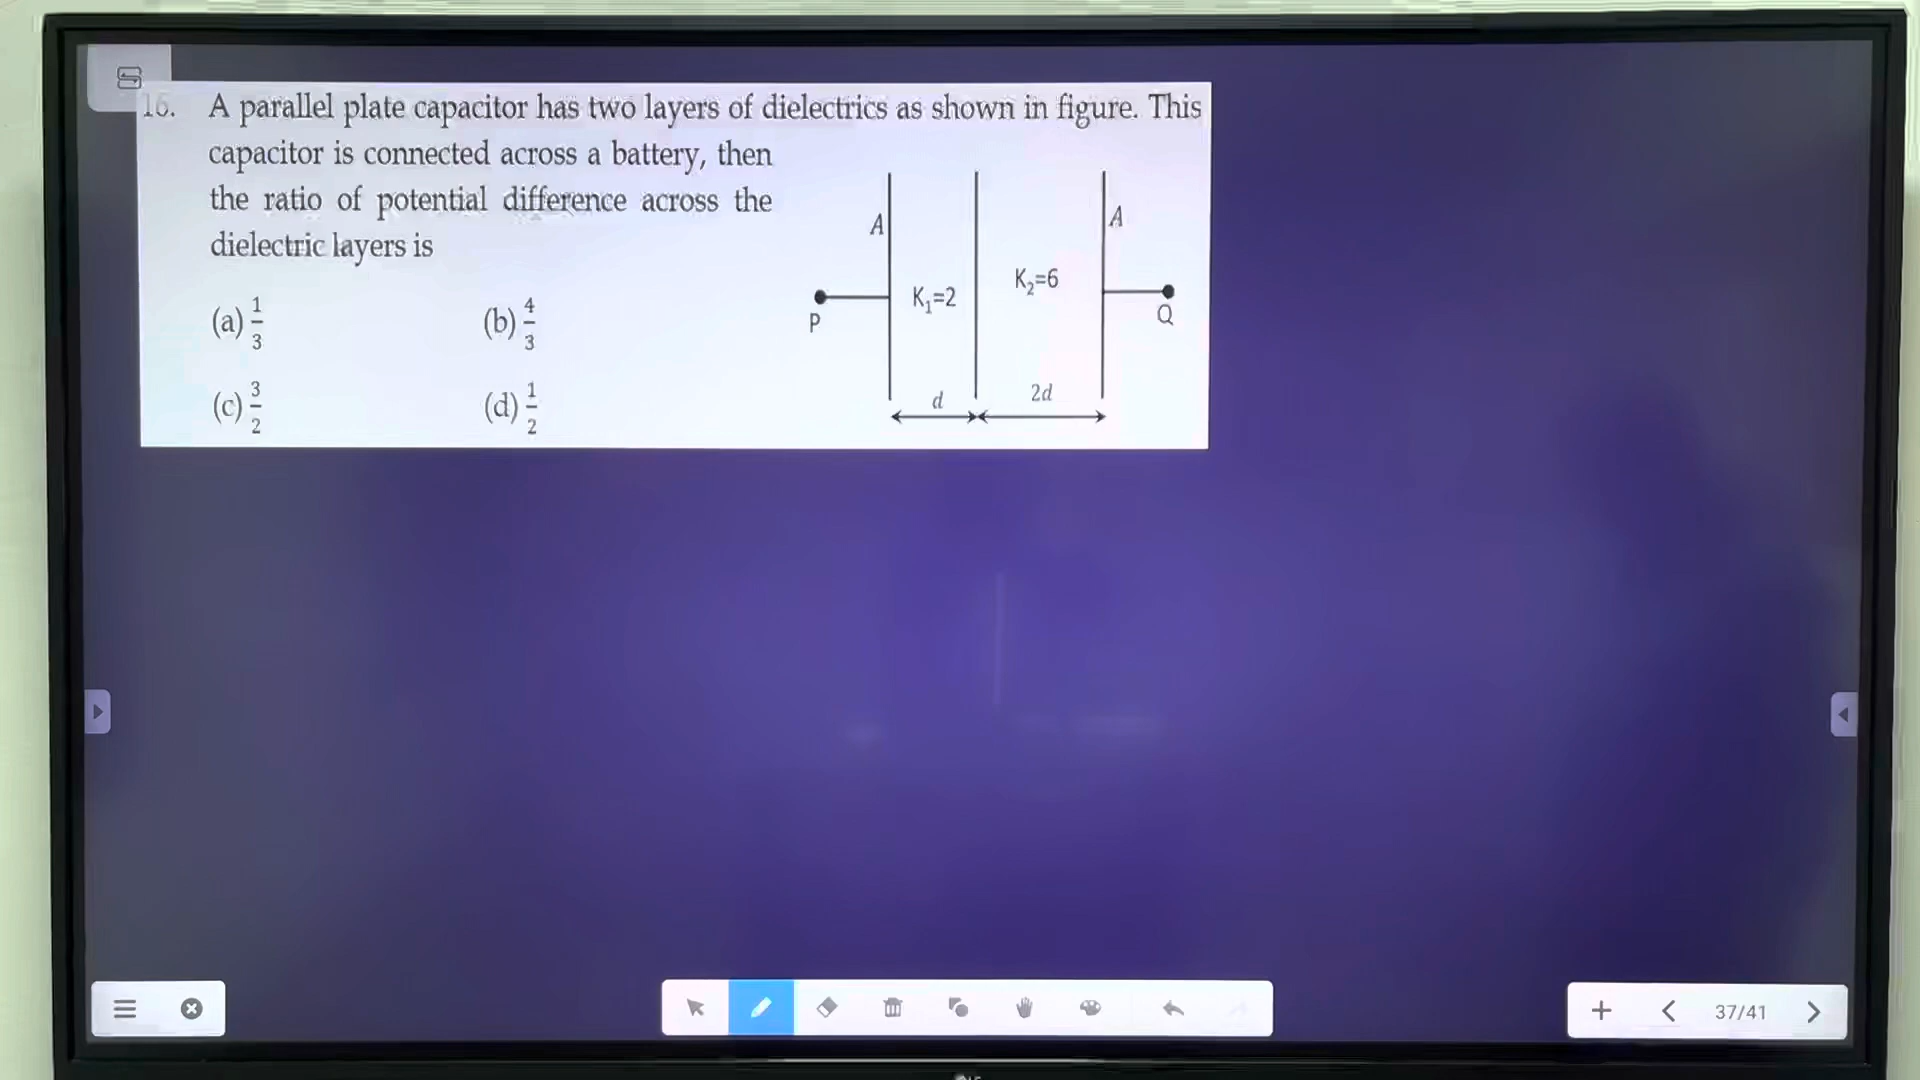 16. A parallel plate capacitor has two layers of dielectrics as shown in figure. This
capacitor is connected across a battery, then
the ratio of potential difference across the
dielectric layers is
(a) 1/3 (b) 4/3
(c) 3/2 (d) 1/2
A A
K₁=2 K₂=6
P Q
d 2d
37/41